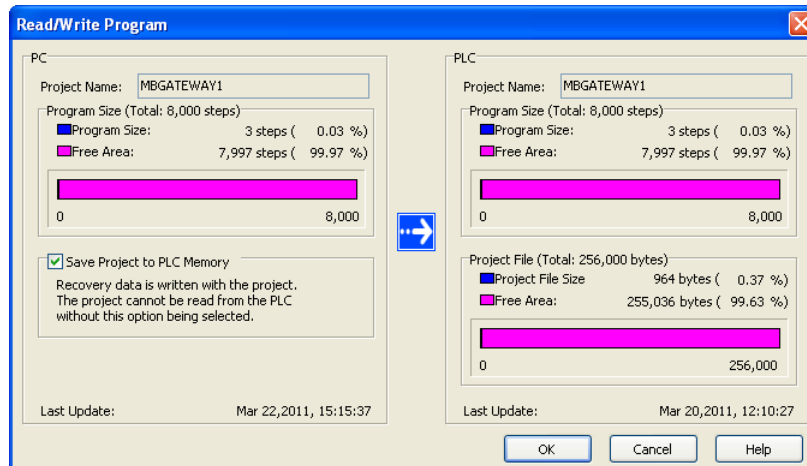 Read/Write Program
PC
Project Name: MBGATEWAY1
Program Size (Total: 8,000 steps)
Program Size: 3 steps ( 0.03 %)
Free Area: 7,997 steps ( 99.97 %)
0 8,000
Save Project to PLC Memory
Recovery data is written with the project.
The project cannot be read from the PLC
without this option being selected.
Last Update: Mar 22,2011, 15:15:37
PLC
Project Name: MBGATEWAY1
Program Size (Total: 8,000 steps)
Program Size: 3 steps ( 0.03 %)
Free Area: 7,997 steps ( 99.97 %)
0 8,000
Project File (Total: 256,000 bytes)
Project File Size 964 bytes ( 0.37 %)
Free Area: 255,036 bytes ( 99.63 %)
0 256,000
Last Update: Mar 20,2011, 12:10:27
OK Cancel Help